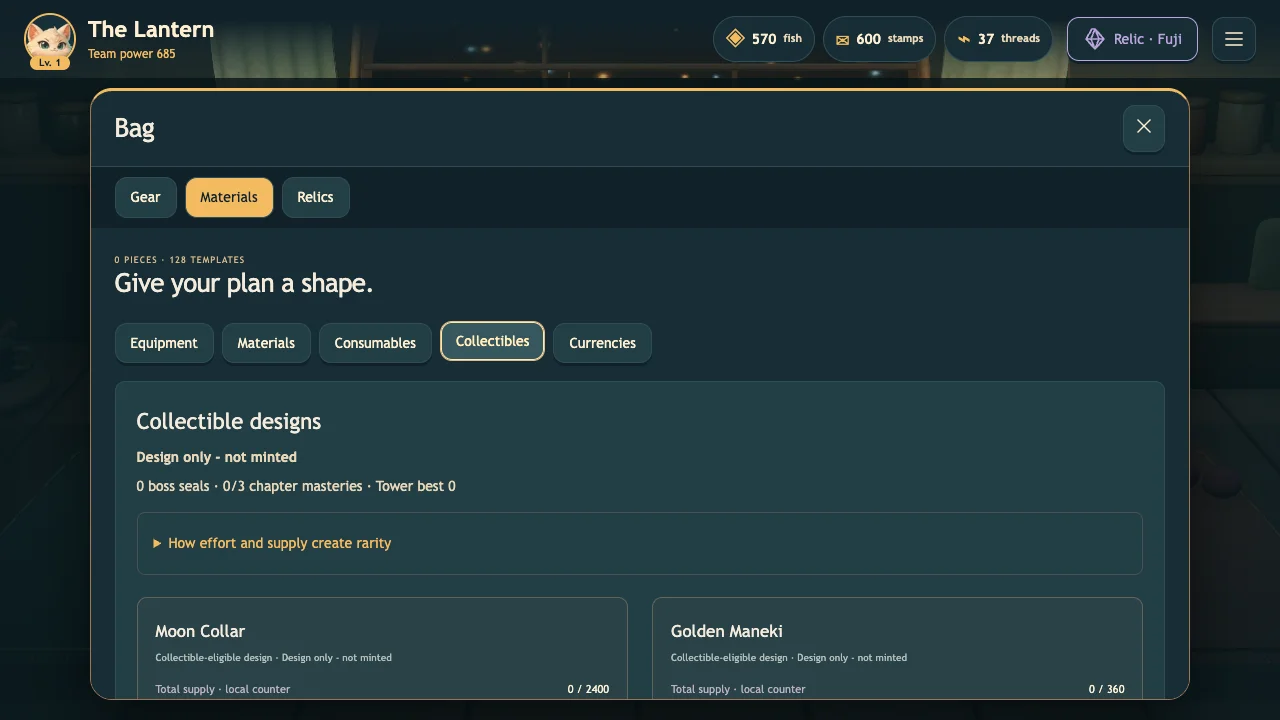 The Lantern
Team power 685
Lv. 1
570 fish
600 stamps
37 threads
Relic · Fuji
Bag
Gear
Materials
Relics
0 PIECES · 128 TEMPLATES
Give your plan a shape.
Equipment
Materials
Consumables
Collectibles
Currencies
Collectible designs
Design only - not minted
0 boss seals · 0/3 chapter masteries · Tower best 0
How effort and supply create rarity
Moon Collar
Collectible-eligible design · Design only - not minted
Total supply · local counter 0 / 2400
Golden Maneki
Collectible-eligible design · Design only - not minted
Total supply · local counter 0 / 360